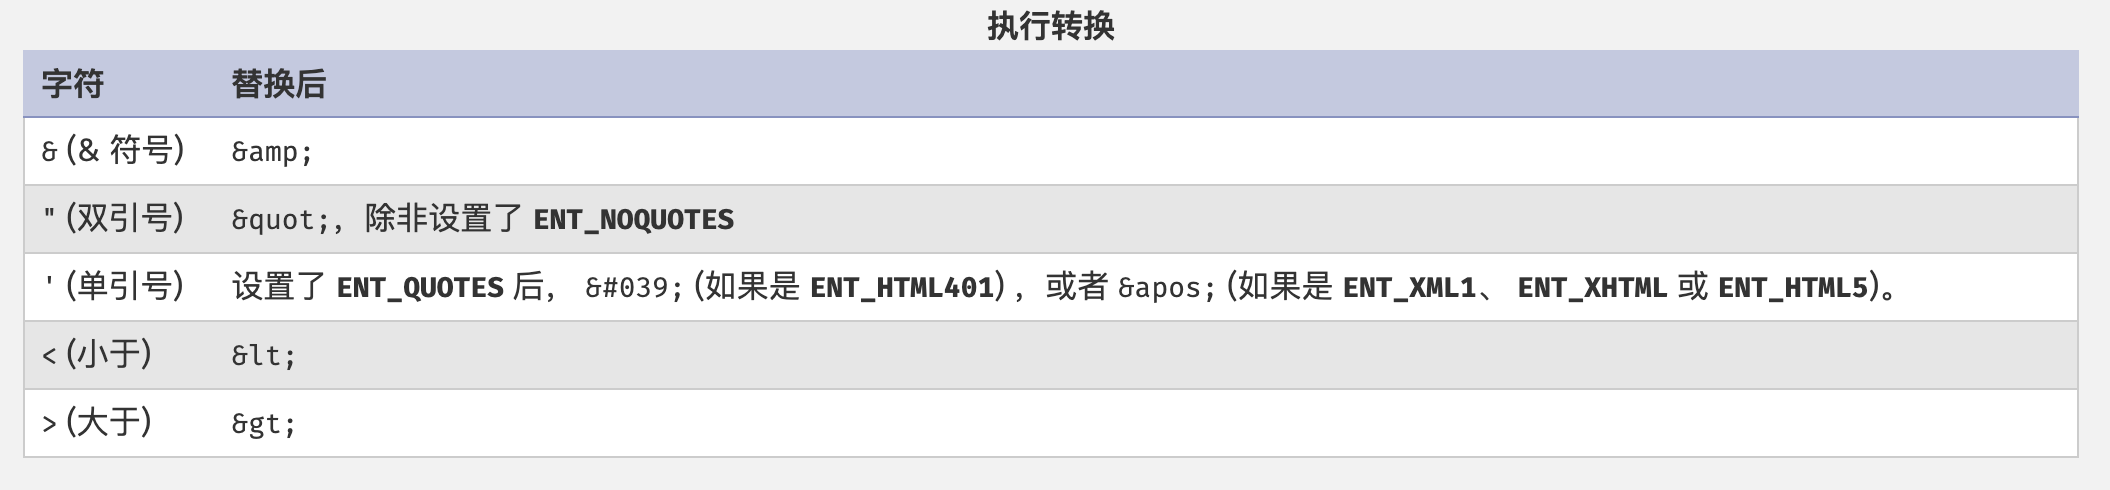 执行转换
字符 替换后
& (& 符号) &amp;
" (双引号) &quot;，除非设置了 ENT_NOQUOTES
' (单引号) 设置了 ENT_QUOTES 后， &#039; (如果是 ENT_HTML401) ，或者 &apos; (如果是 ENT_XML1、 ENT_XHTML 或 ENT_HTML5)。
< (小于) &lt;
> (大于) &gt;